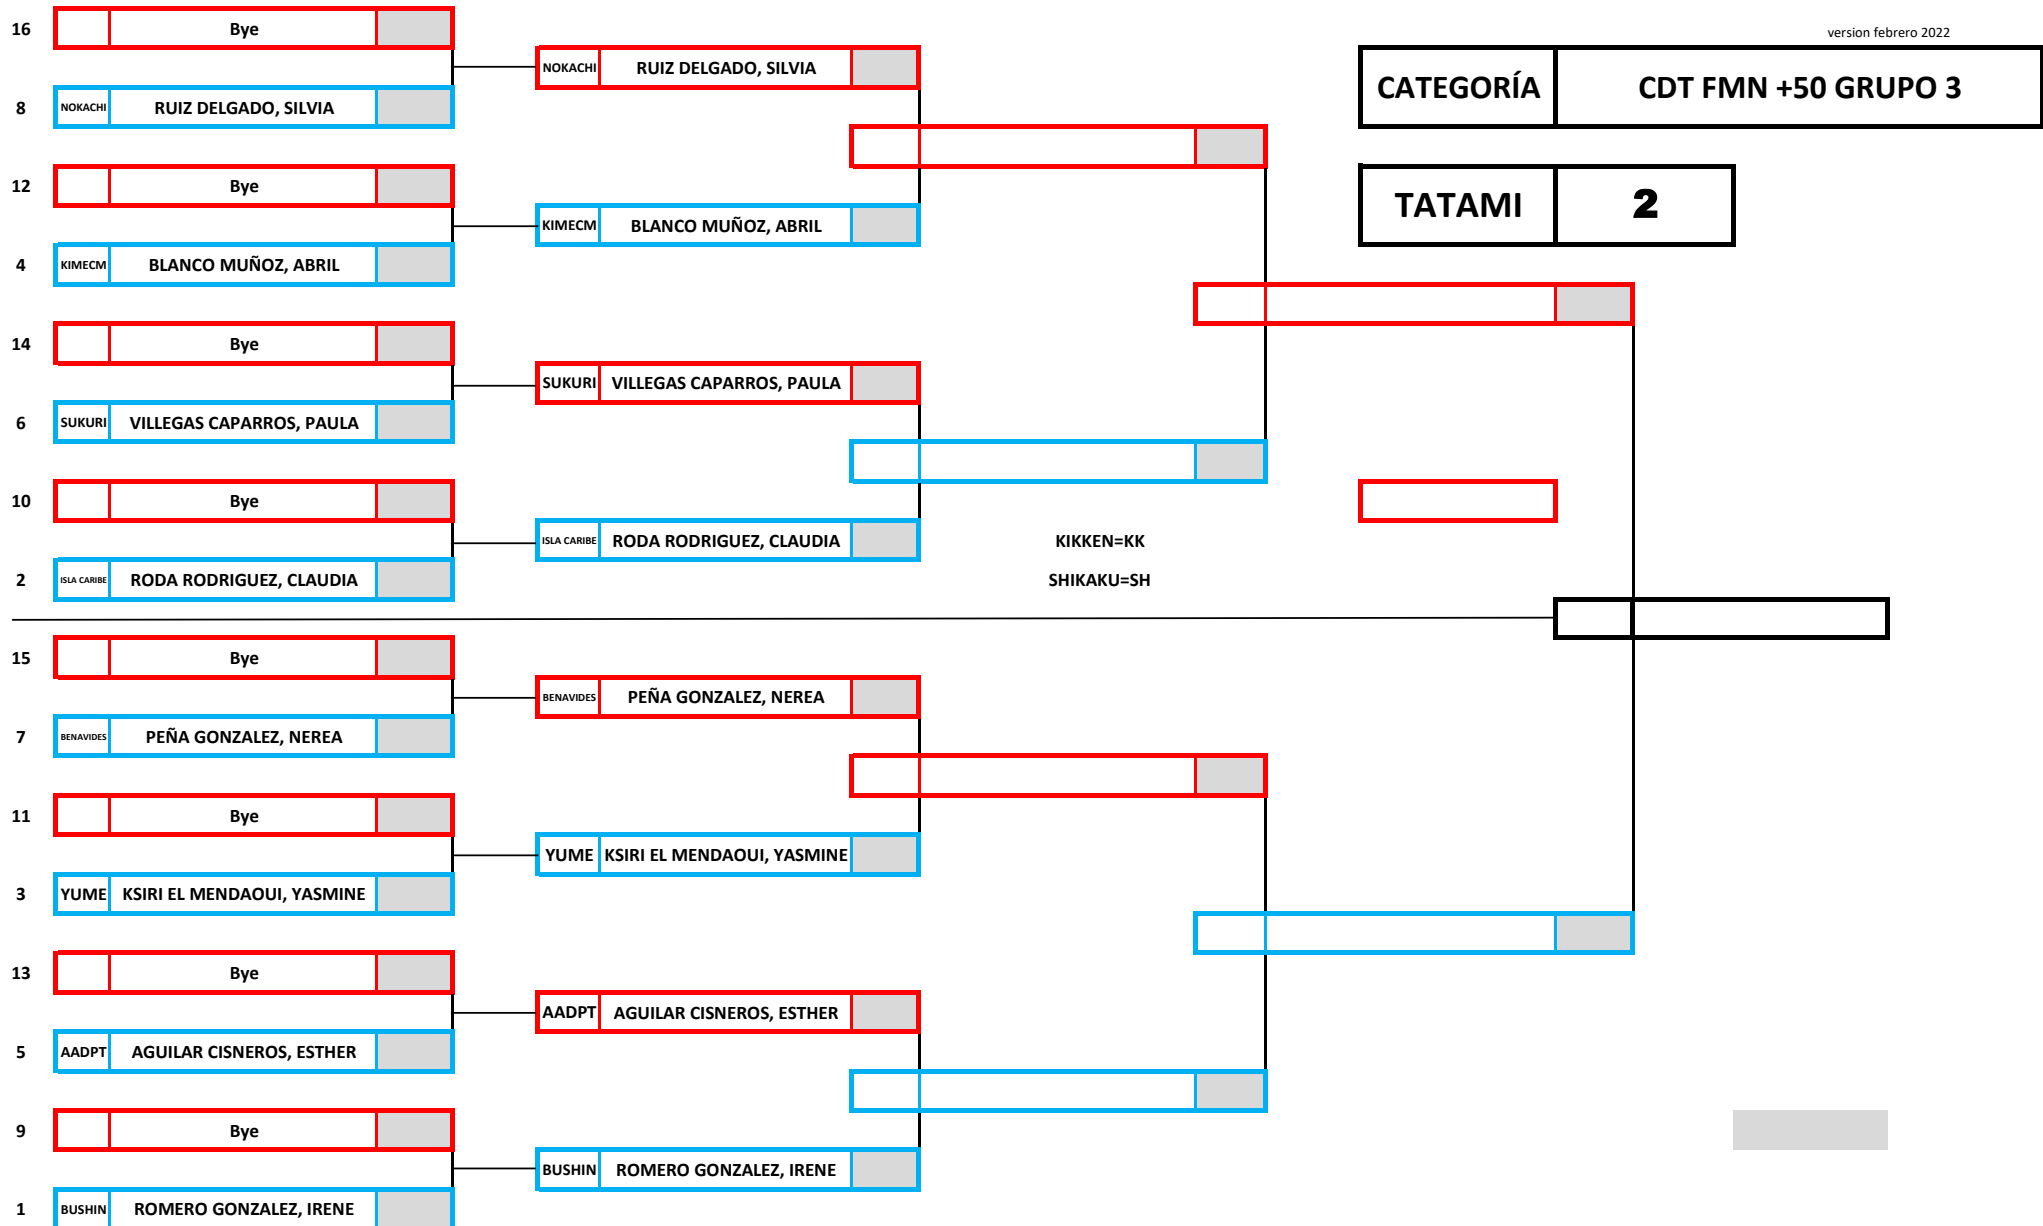 version febrero 2022
CATEGORÍA CDT FMN +50 GRUPO 3
TATAMI 2
16 Bye
8 NOKACHI RUIZ DELGADO, SILVIA
NOKACHI RUIZ DELGADO, SILVIA
12 Bye
4 KIMECM BLANCO MUÑOZ, ABRIL
KIMECM BLANCO MUÑOZ, ABRIL
14 Bye
6 SUKURI VILLEGAS CAPARROS, PAULA
SUKURI VILLEGAS CAPARROS, PAULA
10 Bye
2 ISLA CARIBE RODA RODRIGUEZ, CLAUDIA
ISLA CARIBE RODA RODRIGUEZ, CLAUDIA
KIKKEN=KK
SHIKAKU=SH
15 Bye
7 BENAVIDES PEÑA GONZALEZ, NEREA
BENAVIDES PEÑA GONZALEZ, NEREA
11 Bye
3 YUME KSIRI EL MENDAOUI, YASMINE
YUME KSIRI EL MENDAOUI, YASMINE
13 Bye
5 AADPT AGUILAR CISNEROS, ESTHER
AADPT AGUILAR CISNEROS, ESTHER
9 Bye
1 BUSHIN ROMERO GONZALEZ, IRENE
BUSHIN ROMERO GONZALEZ, IRENE